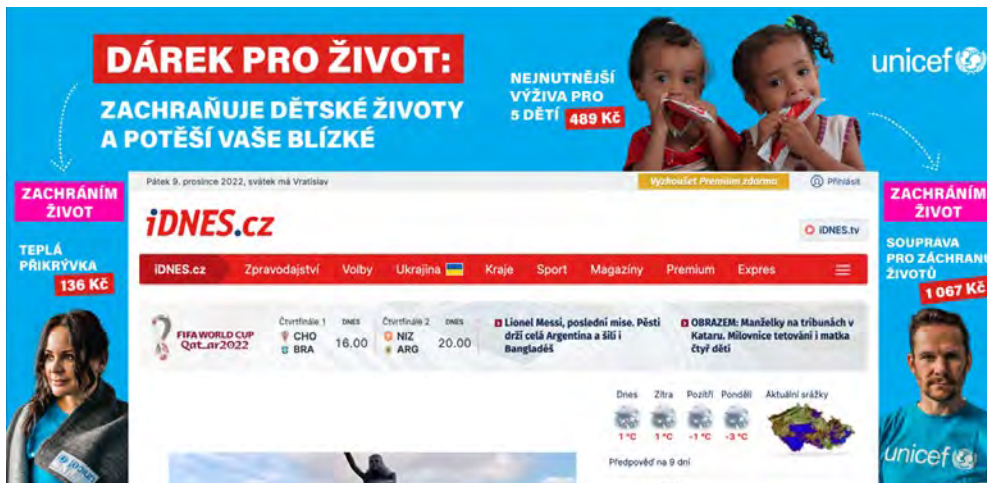 DÁREK PRO ŽIVOT:
ZACHRAŇUJE DĚTSKÉ ŽIVOTY
A POTĚŠÍ VAŠE BLÍZKÉ
NEJNUTNĚJŠÍ
VÝŽIVA PRO
5 DĚTÍ 489 Kč
unicef
ZACHRÁNÍM
ŽIVOT
TEPLÁ
PŘIKRÝVKA
136 Kč
Pátek 9. prosince 2022, svátek má Vratislav
Vyzkoušet Premium zdarma
Přihlásit
iDNES.cz
iDNES.tv
iDNES.cz Zpravodajství Volby Ukrajina Kraje Sport Magazíny Premium Expres
FIFA WORLD CUP
Qatar2022
Čtvrtfinále 1 DNES
CHO
BRA
16.00
Čtvrtfinále 2 DNES
NIZ
ARG
20.00
Lionel Messi, poslední mise. Pěstí
drží celá Argentina a šílí i
Bangladéš
OBRAZEM: Manželky na tribunách v
Kataru. Milovnice tetování i matka
čtyř dětí
Dnes Zítra Pozítří Pondělí Aktuální srážky
1 °C 1 °C -1 °C -3 °C
Předpověď na 9 dní
ZACHRÁNÍM
ŽIVOT
SOUPRAVA
PRO ZÁCHRANU
ŽIVOTŮ
1 067 Kč
unicef